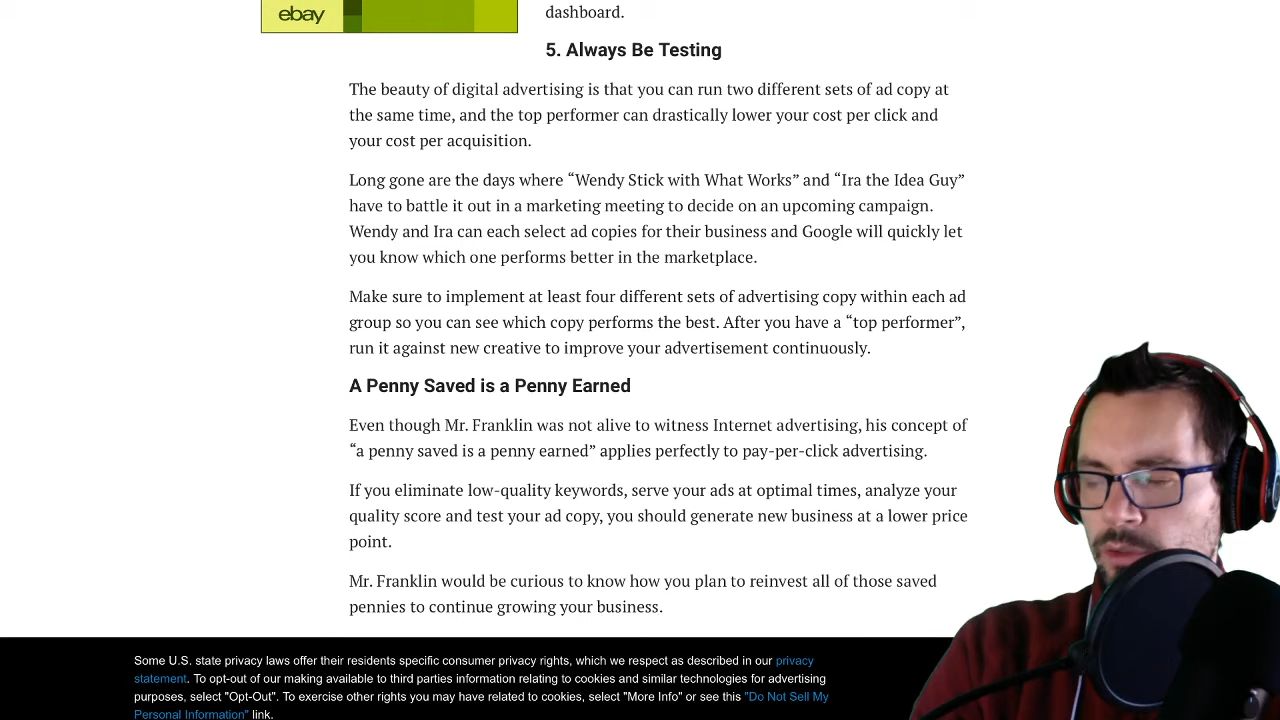 ebay
dashboard.
5. Always Be Testing
The beauty of digital advertising is that you can run two different sets of ad copy at
the same time, and the top performer can drastically lower your cost per click and
your cost per acquisition.
Long gone are the days where “Wendy Stick with What Works” and “Ira the Idea Guy”
have to battle it out in a marketing meeting to decide on an upcoming campaign.
Wendy and Ira can each select ad copies for their business and Google will quickly let
you know which one performs better in the marketplace.
Make sure to implement at least four different sets of advertising copy within each ad
group so you can see which copy performs the best. After you have a “top performer”,
run it against new creative to improve your advertisement continuously.
A Penny Saved is a Penny Earned
Even though Mr. Franklin was not alive to witness Internet advertising, his concept of
“a penny saved is a penny earned” applies perfectly to pay-per-click advertising.
If you eliminate low-quality keywords, serve your ads at optimal times, analyze your
quality score and test your ad copy, you should generate new business at a lower price
point.
Mr. Franklin would be curious to know how you plan to reinvest all of those saved
pennies to continue growing your business.
Some U.S. state privacy laws offer their residents specific consumer privacy rights, which we respect as described in our privacy
statement. To opt-out of our making available to third parties information relating to cookies and similar technologies for advertising
purposes, select "Opt-Out". To exercise other rights you may have related to cookies, select "More Info" or see this "Do Not Sell My
Personal Information" link.